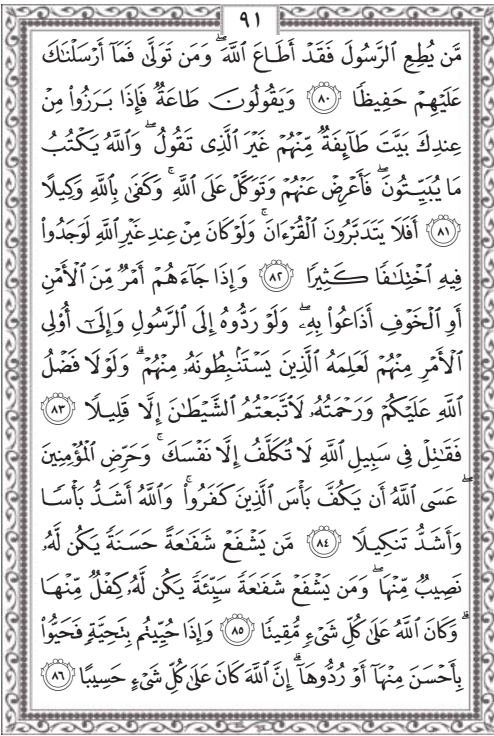 ٩١
مَّن يُطِعِ ٱلرَّسُولَ فَقَدْ أَطَاعَ ٱللَّهَ ۖ وَمَن تَوَلَّىٰ فَمَآ أَرْسَلْنَـٰكَ
عَلَيْهِمْ حَفِيظًا ٨٠ وَيَقُولُونَ طَاعَةٌ فَإِذَا بَرَزُوا۟ مِنْ
عِندِكَ بَيَّتَ طَآئِفَةٌ مِّنْهُمْ غَيْرَ ٱلَّذِى تَقُولُ ۖ وَٱللَّهُ يَكْتُبُ
مَا يُبَيِّتُونَ ۖ فَأَعْرِضْ عَنْهُمْ وَتَوَكَّلْ عَلَى ٱللَّهِ ۚ وَكَفَىٰ بِٱللَّهِ وَكِيلًا
٨١ أَفَلَا يَتَدَبَّرُونَ ٱلْقُرْءَانَ ۚ وَلَوْ كَانَ مِنْ عِندِ غَيْرِ ٱللَّهِ لَوَجَدُوا۟
فِيهِ ٱخْتِلَـٰفًا كَثِيرًا ٨٢ وَإِذَا جَآءَهُمْ أَمْرٌ مِّنَ ٱلْأَمْنِ
أَوِ ٱلْخَوْفِ أَذَاعُوا۟ بِهِۦ ۖ وَلَوْ رَدُّوهُ إِلَى ٱلرَّسُولِ وَإِلَىٰٓ أُو۟لِى
ٱلْأَمْرِ مِنْهُمْ لَعَلِمَهُ ٱلَّذِينَ يَسْتَنۢبِطُونَهُۥ مِنْهُمْ ۗ وَلَوْلَا فَضْلُ
ٱللَّهِ عَلَيْكُمْ وَرَحْمَتُهُۥ لَٱتَّبَعْتُمُ ٱلشَّيْطَـٰنَ إِلَّا قَلِيلًا ٨٣
فَقَـٰتِلْ فِى سَبِيلِ ٱللَّهِ لَا تُكَلَّفُ إِلَّا نَفْسَكَ ۚ وَحَرِّضِ ٱلْمُؤْمِنِينَ
ۖ عَسَى ٱللَّهُ أَن يَكُفَّ بَأْسَ ٱلَّذِينَ كَفَرُوا۟ ۚ وَٱللَّهُ أَشَدُّ بَأْسًا
وَأَشَدُّ تَنكِيلًا ٨٤ مَّن يَشْفَعْ شَفَـٰعَةً حَسَنَةً يَكُن لَّهُۥ
نَصِيبٌ مِّنْهَا ۖ وَمَن يَشْفَعْ شَفَـٰعَةً سَيِّئَةً يَكُن لَّهُۥ كِفْلٌ مِّنْهَا
ۗ وَكَانَ ٱللَّهُ عَلَىٰ كُلِّ شَىْءٍ مُّقِيتًا ٨٥ وَإِذَا حُيِّيتُم بِتَحِيَّةٍ فَحَيُّوا۟
بِأَحْسَنَ مِنْهَآ أَوْ رُدُّوهَآ ۗ إِنَّ ٱللَّهَ كَانَ عَلَىٰ كُلِّ شَىْءٍ حَسِيبًا ٨٦